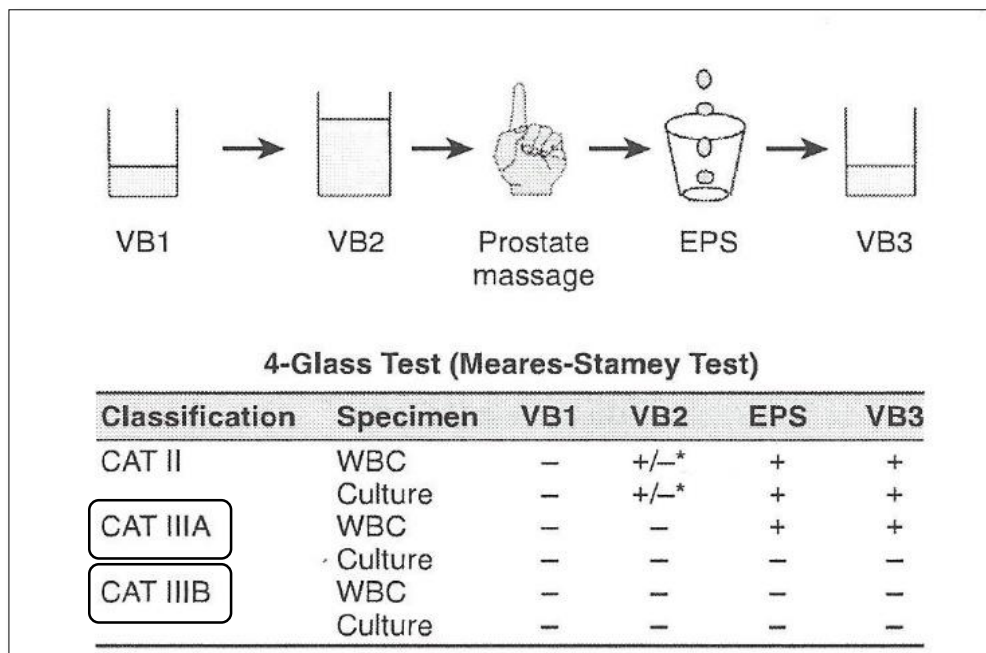 VB1 VB2 Prostate massage EPS VB3
4-Glass Test (Meares-Stamey Test)
Classification Specimen VB1 VB2 EPS VB3
CAT II WBC – +/–* + +
Culture – +/–* + +
CAT IIIA WBC – – + +
Culture – – – –
CAT IIIB WBC – – – –
Culture – – – –